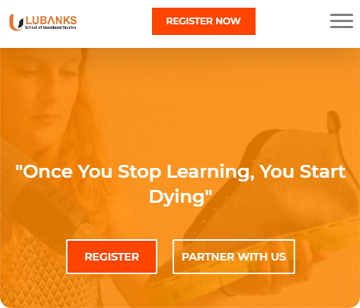 LUBANKS
School of Vocational Studies
REGISTER NOW
"Once You Stop Learning, You Start
Dying"
REGISTER
PARTNER WITH US